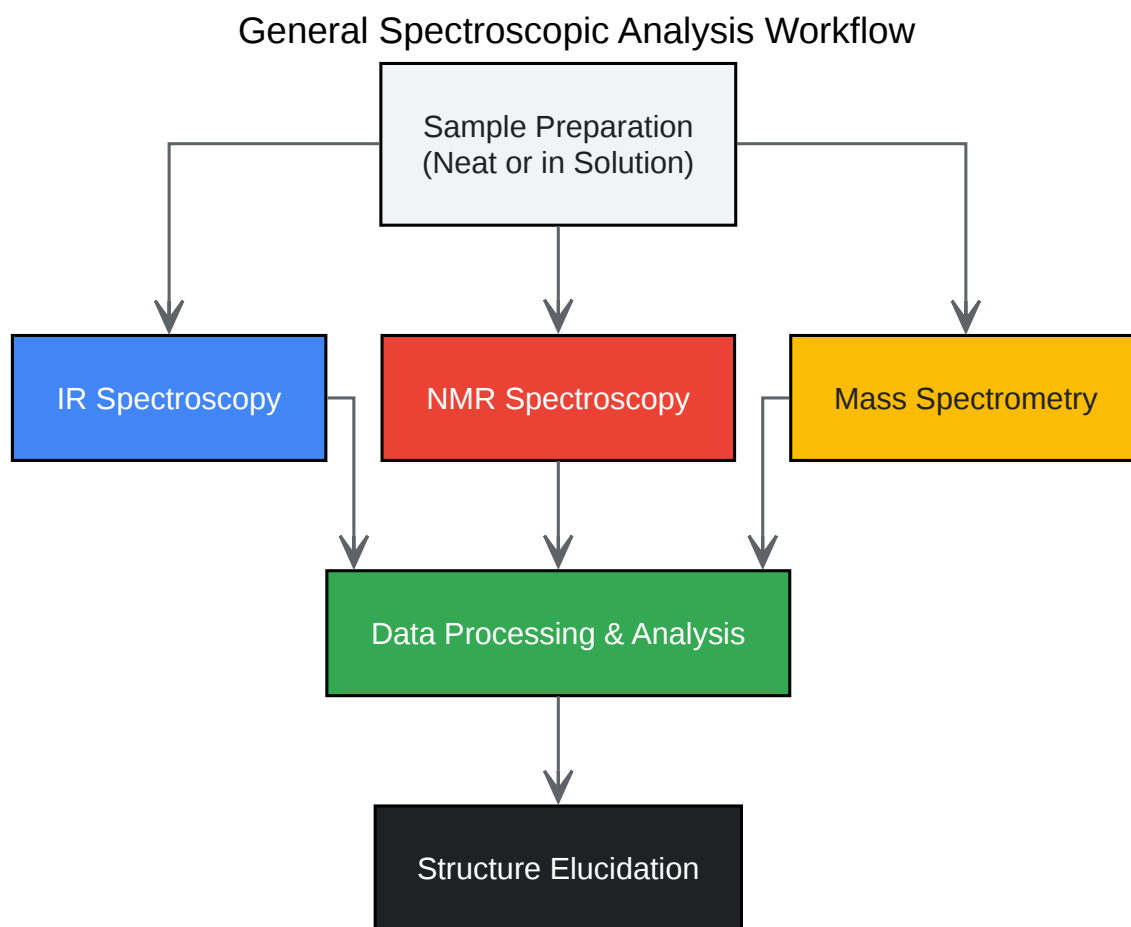 General Spectroscopic Analysis Workflow
Sample Preparation
(Neat or in Solution)
IR Spectroscopy
NMR Spectroscopy
Mass Spectrometry
Data Processing & Analysis
Structure Elucidation